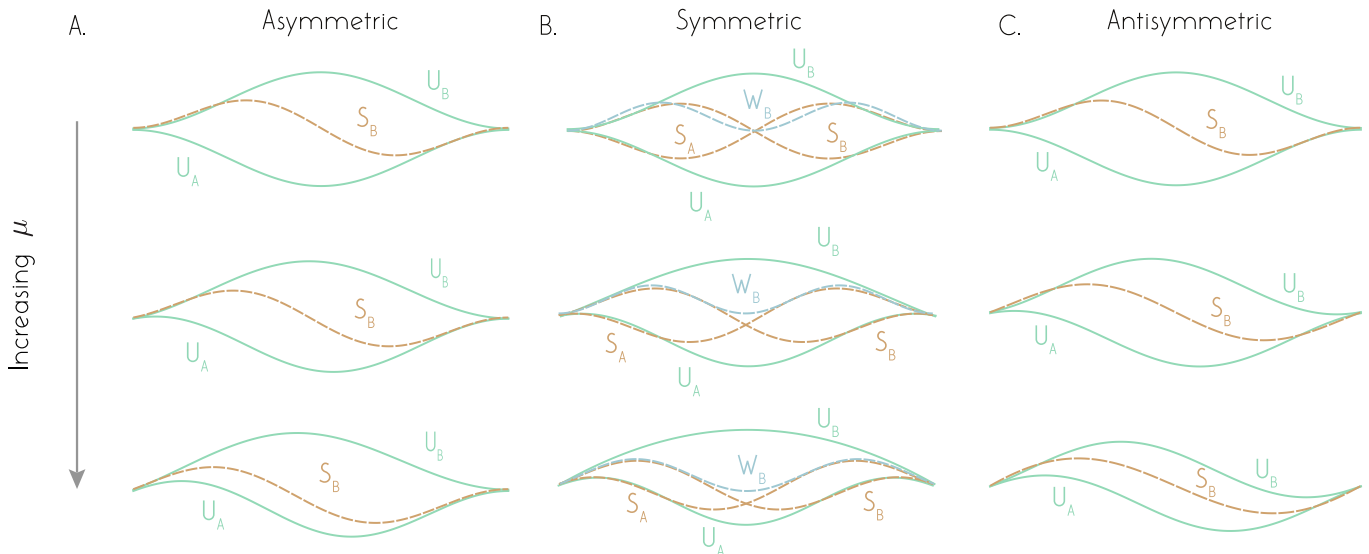 A. Asymmetric
B. Symmetric
C. Antisymmetric
Increasing μ
U_B
S_B
U_A
U_B
W_B
S_A
S_B
U_A
U_B
S_B
U_A
U_B
S_B
U_A
U_B
W_B
S_A
S_B
U_A
U_B
S_B
U_A
U_B
S_B
U_A
U_B
W_B
S_A
S_B
U_A
U_B
S_B
U_A